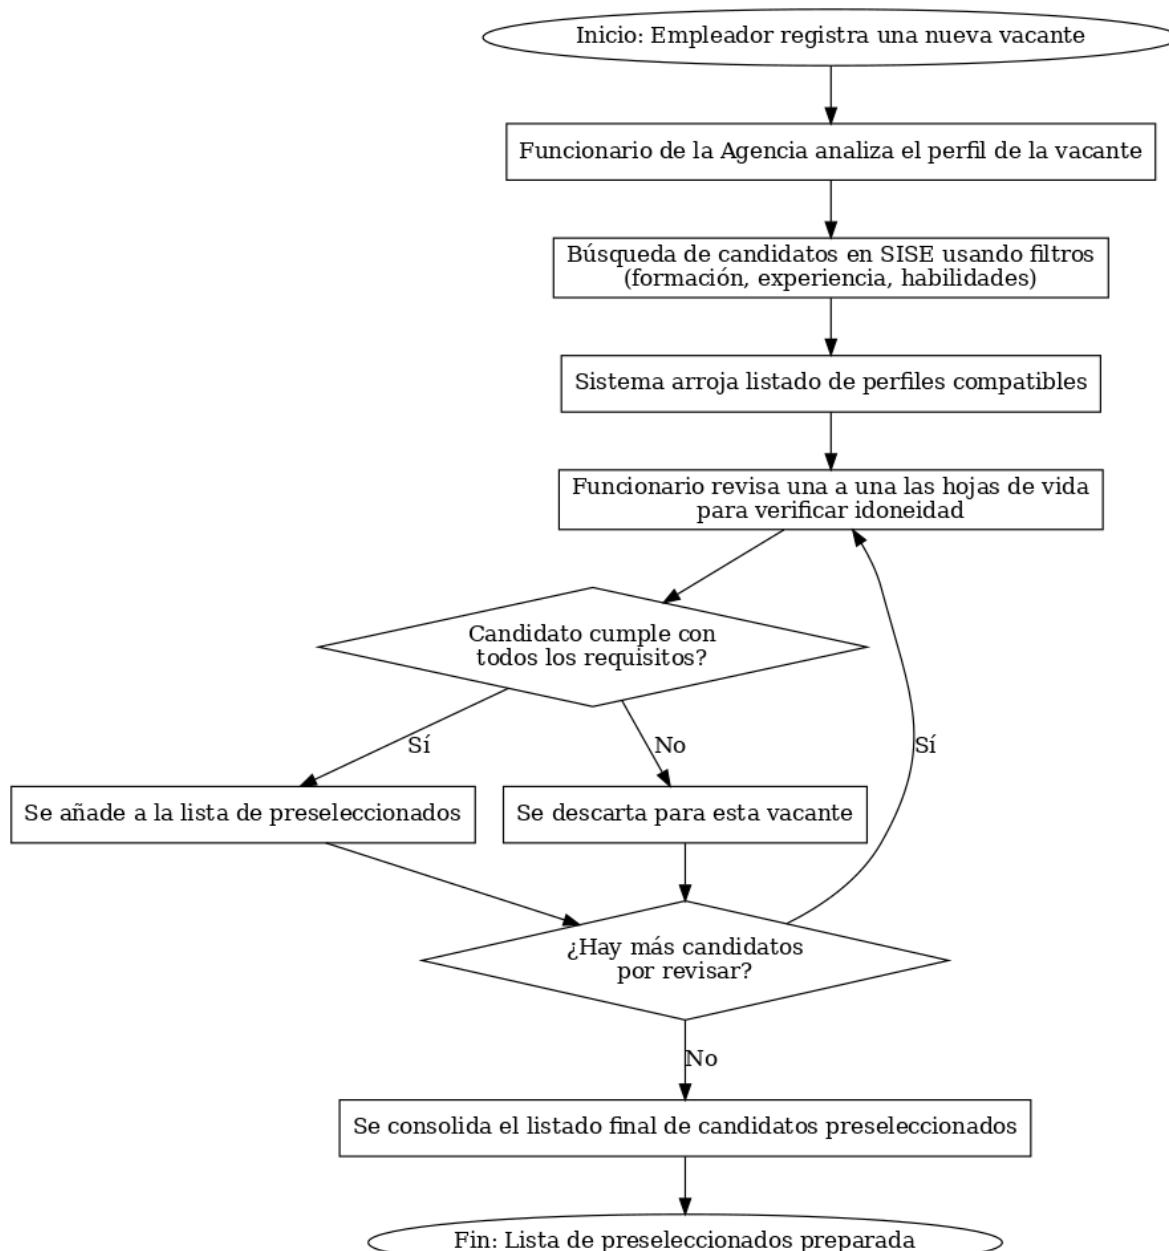 Inicio: Empleador registra una nueva vacante
Funcionario de la Agencia analiza el perfil de la vacante
Búsqueda de candidatos en SISE usando filtros
(formación, experiencia, habilidades)
Sistema arroja listado de perfiles compatibles
Funcionario revisa una a una las hojas de vida
para verificar idoneidad
Candidato cumple con
todos los requisitos?
Sí
No
Sí
Se añade a la lista de preseleccionados
Se descarta para esta vacante
¿Hay más candidatos
por revisar?
No
Se consolida el listado final de candidatos preseleccionados
Fin: Lista de preseleccionados preparada